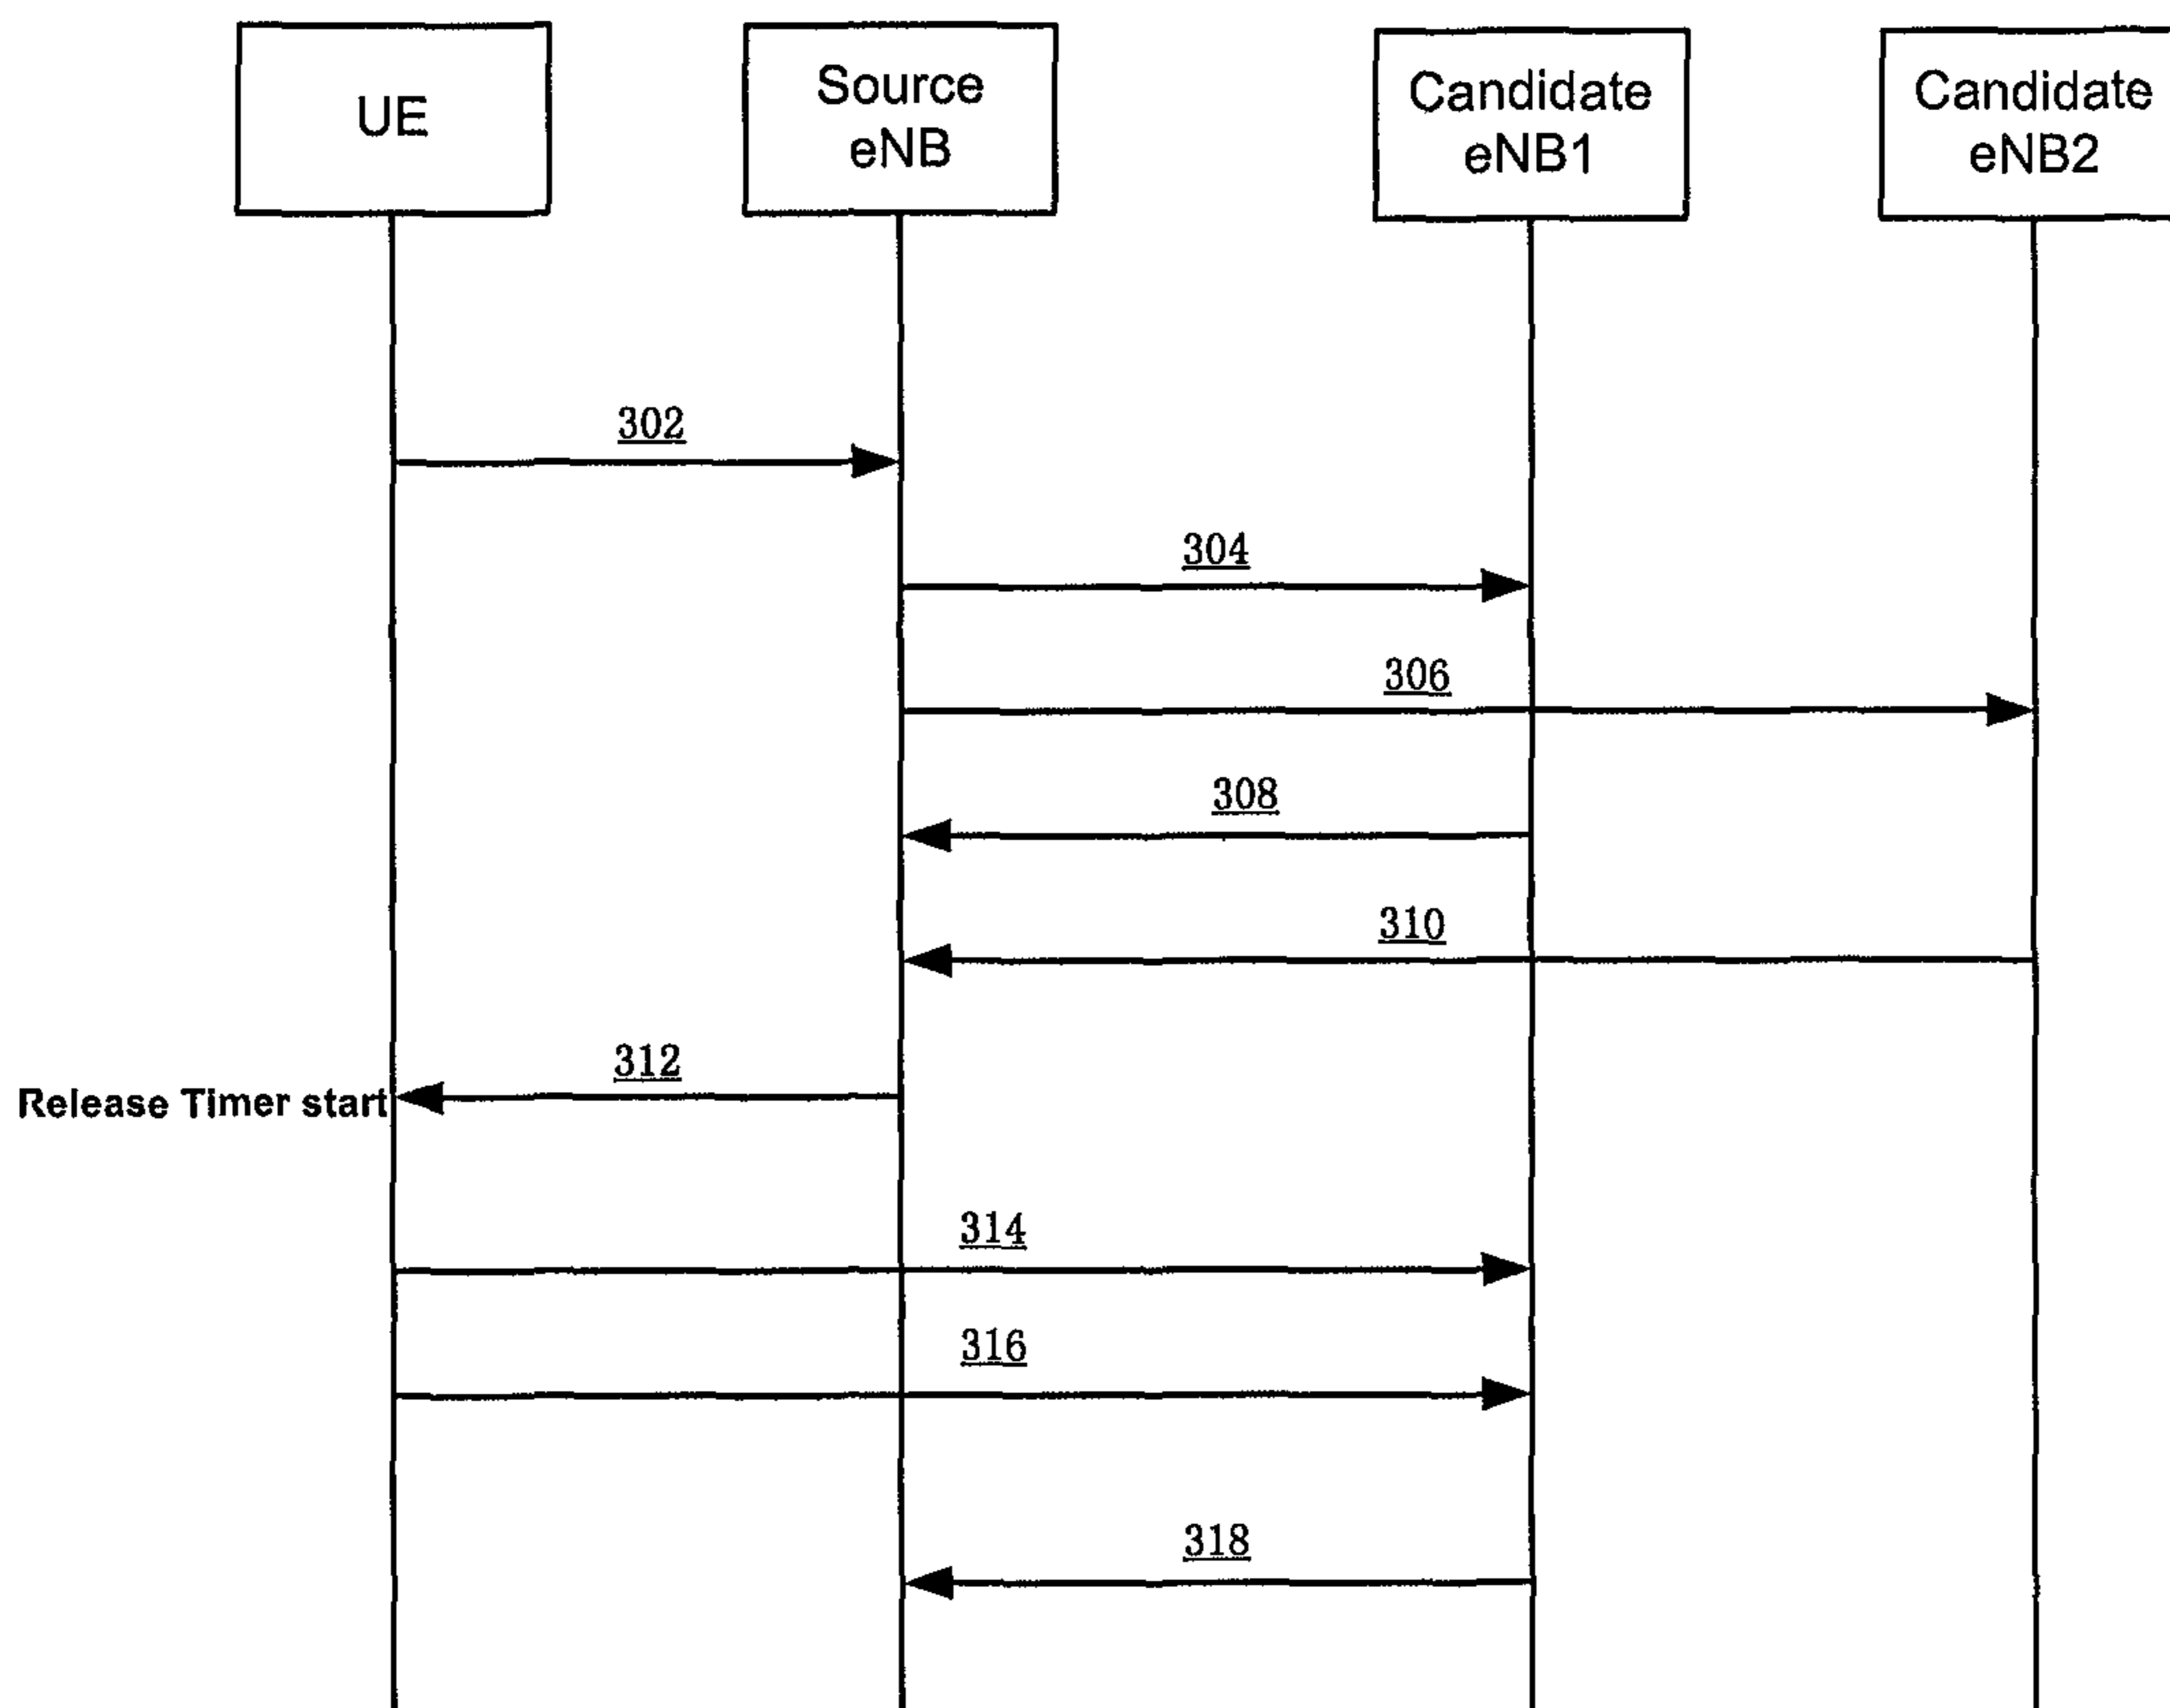 UE
Source
eNB
Candidate
eNB1
Candidate
eNB2
302
304
306
308
310
312
Release Timer start
314
316
318